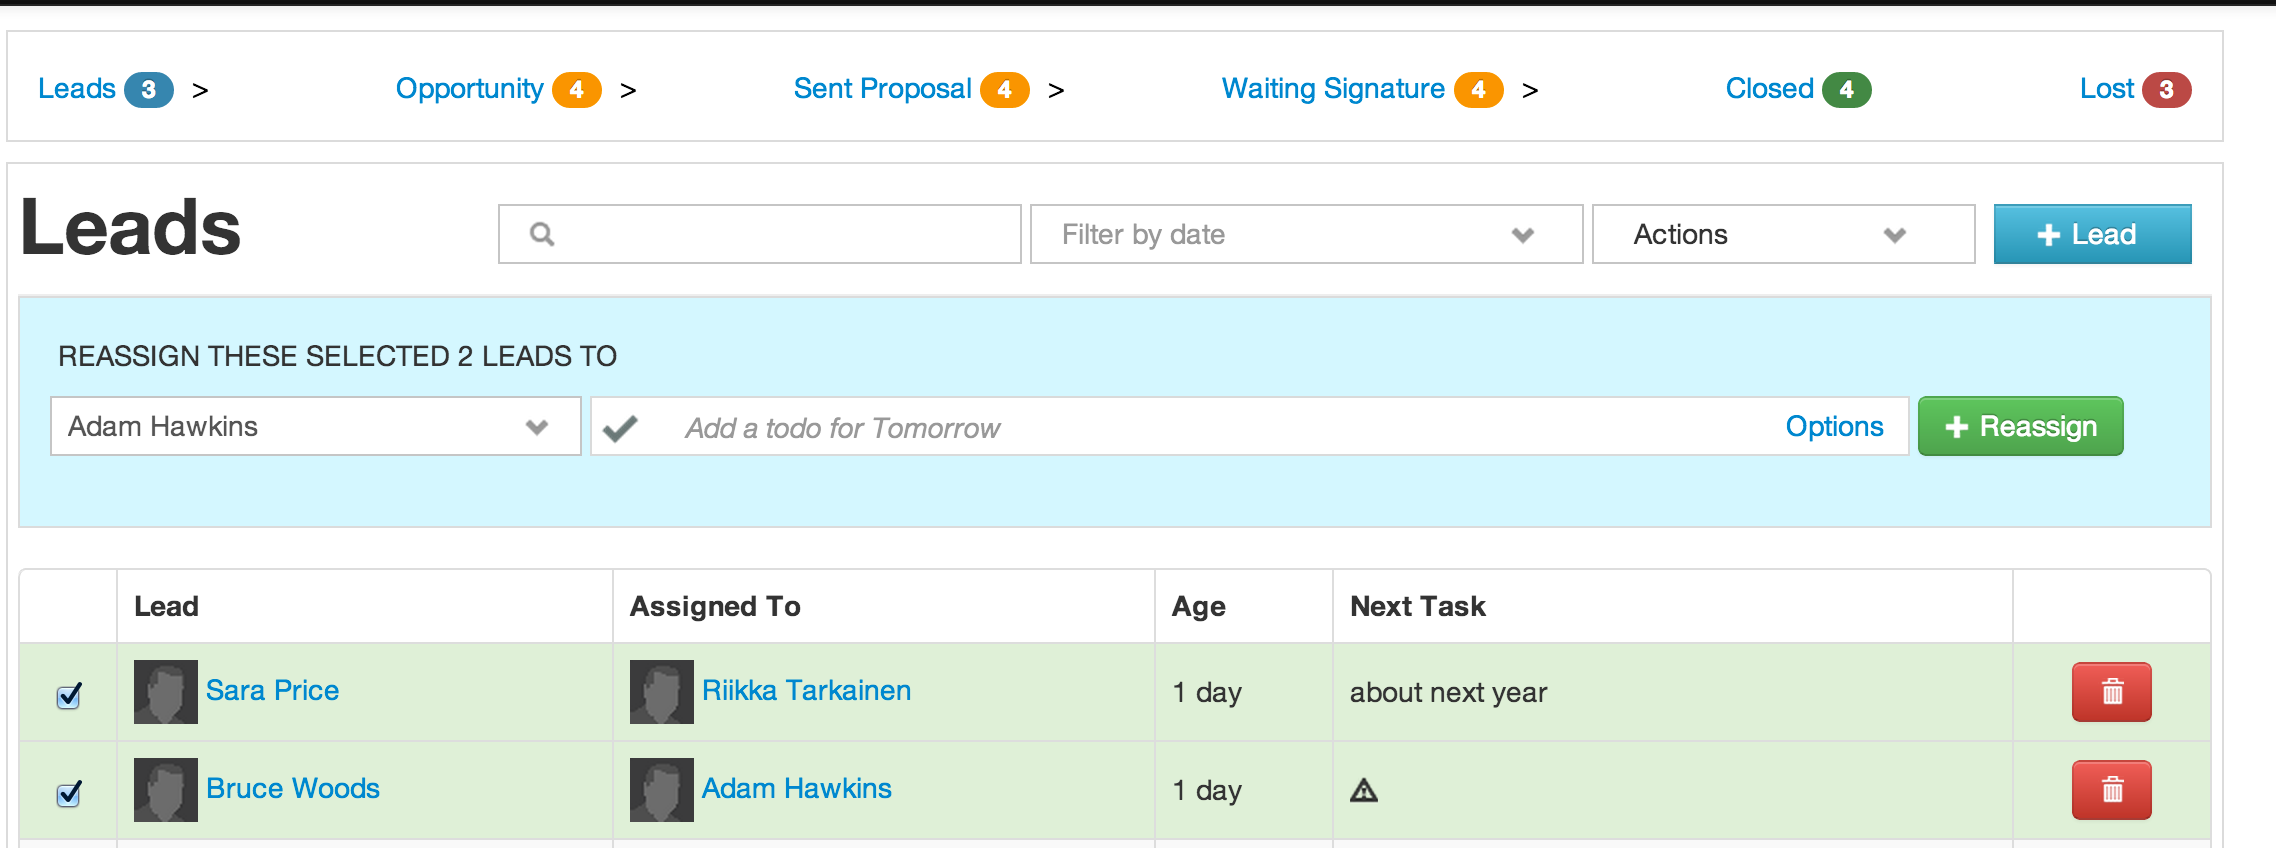 Leads 3 > Opportunity 4 > Sent Proposal 4 > Waiting Signature 4 > Closed 4 Lost 3
Leads Filter by date Actions + Lead
REASSIGN THESE SELECTED 2 LEADS TO
Adam Hawkins Add a todo for Tomorrow Options + Reassign
Lead Assigned To Age Next Task
Sara Price Riikka Tarkainen 1 day about next year
Bruce Woods Adam Hawkins 1 day